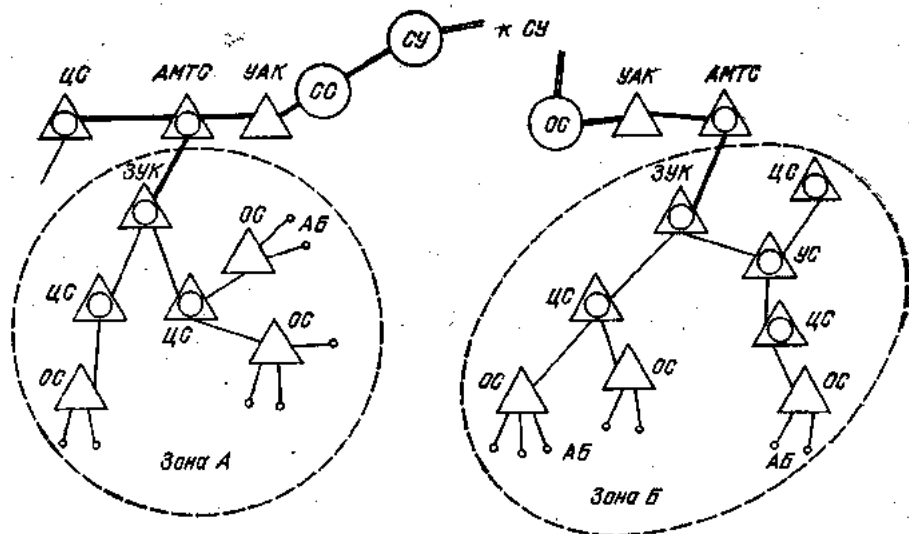 ЦС
АМТС
УАК
СС
СУ
к СУ
ЗУК
ОС
АБ
ЦС
ЦС
ОС
ОС
Зона А
ОС
УАК
АМТС
ЗУК
ЦС
УС
ЦС
ЦС
ОС
ОС
ОС
АБ
АБ
Зона Б